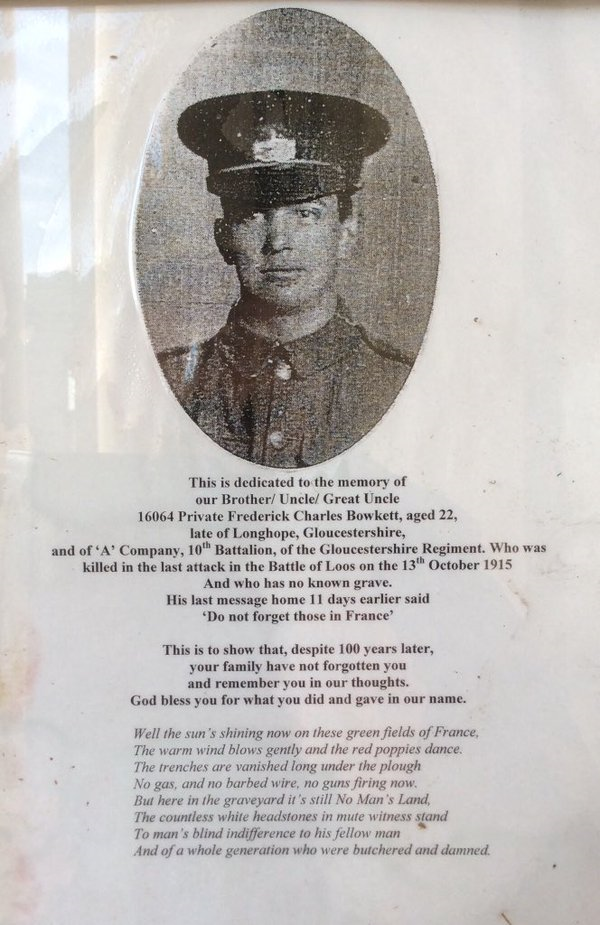 This is dedicated to the memory of
our Brother/ Uncle/ Great Uncle
16064 Private Frederick Charles Bowkett, aged 22,
late of Longhope, Gloucestershire,
and of ‘A’ Company, 10th Battalion, of the Gloucestershire Regiment. Who was
killed in the last attack in the Battle of Loos on the 13th October 1915
And who has no known grave.
His last message home 11 days earlier said
‘Do not forget those in France’
This is to show that, despite 100 years later,
your family have not forgotten you
and remember you in our thoughts.
God bless you for what you did and gave in our name.
Well the sun’s shining now on these green fields of France,
The warm wind blows gently and the red poppies dance.
The trenches are vanished long under the plough
No gas, and no barbed wire, no guns firing now.
But here in the graveyard it’s still No Man’s Land,
The countless white headstones in mute witness stand
To man’s blind indifference to his fellow man
And of a whole generation who were butchered and damned.